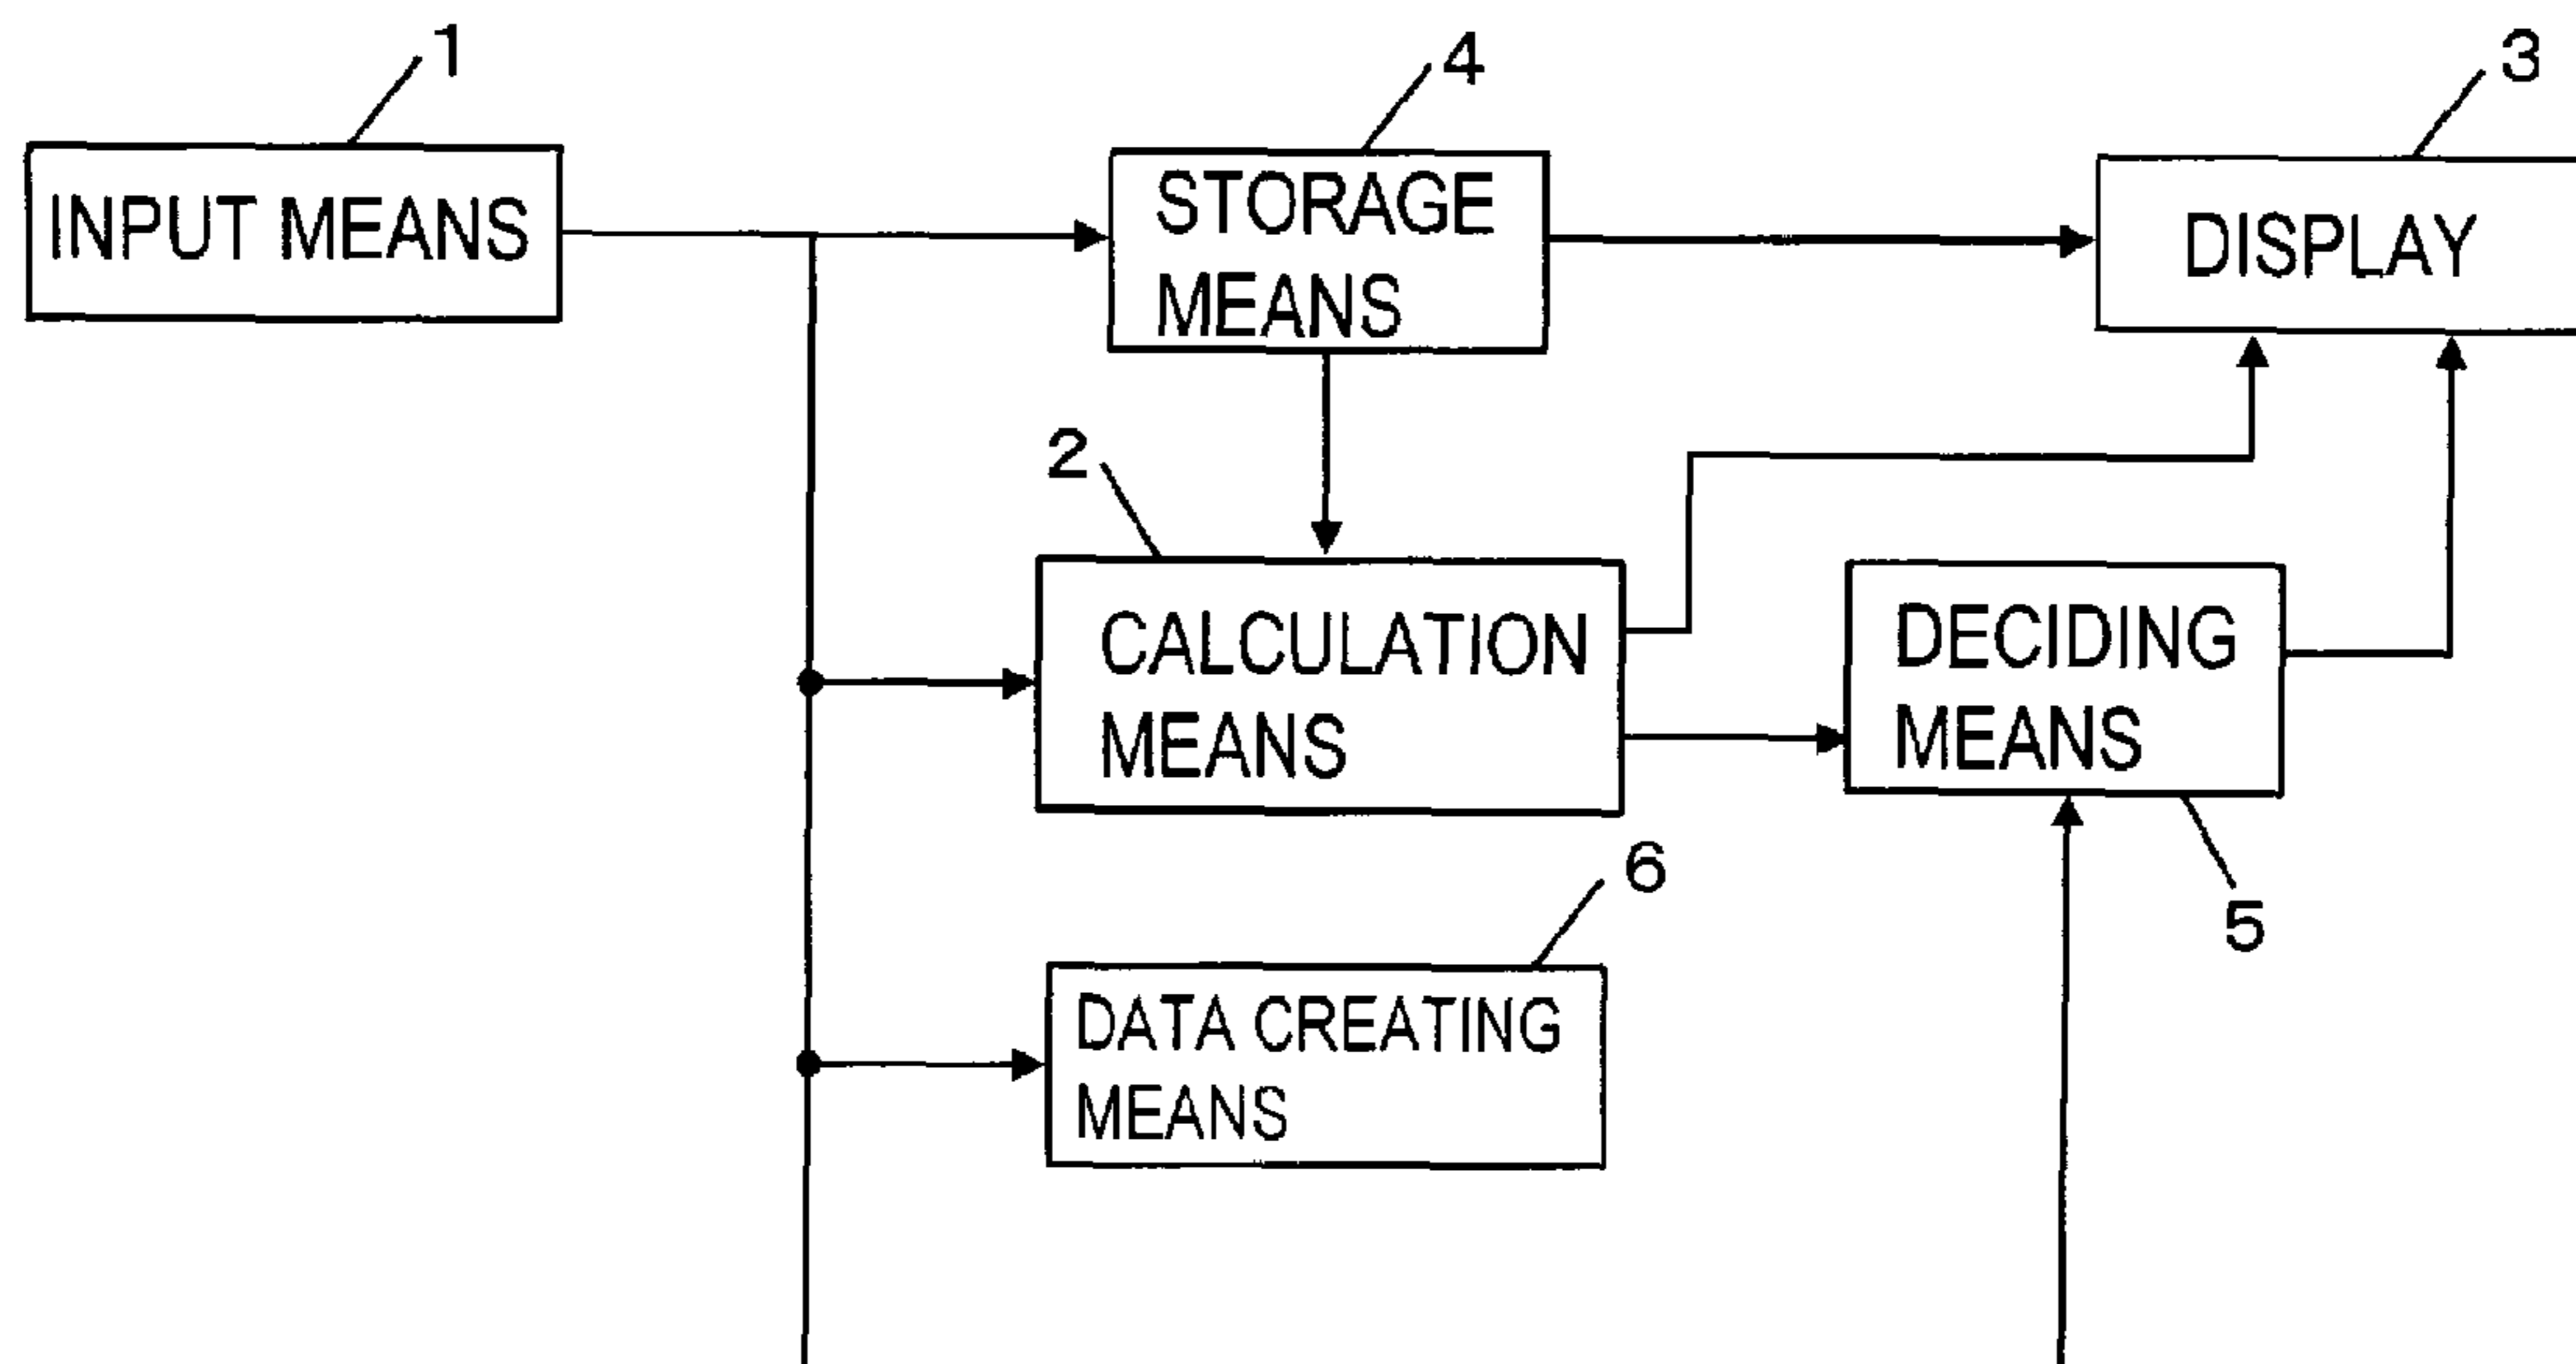 1
INPUT MEANS
4
STORAGE
MEANS
3
DISPLAY
2
CALCULATION
MEANS
DECIDING
MEANS
5
6
DATA CREATING
MEANS